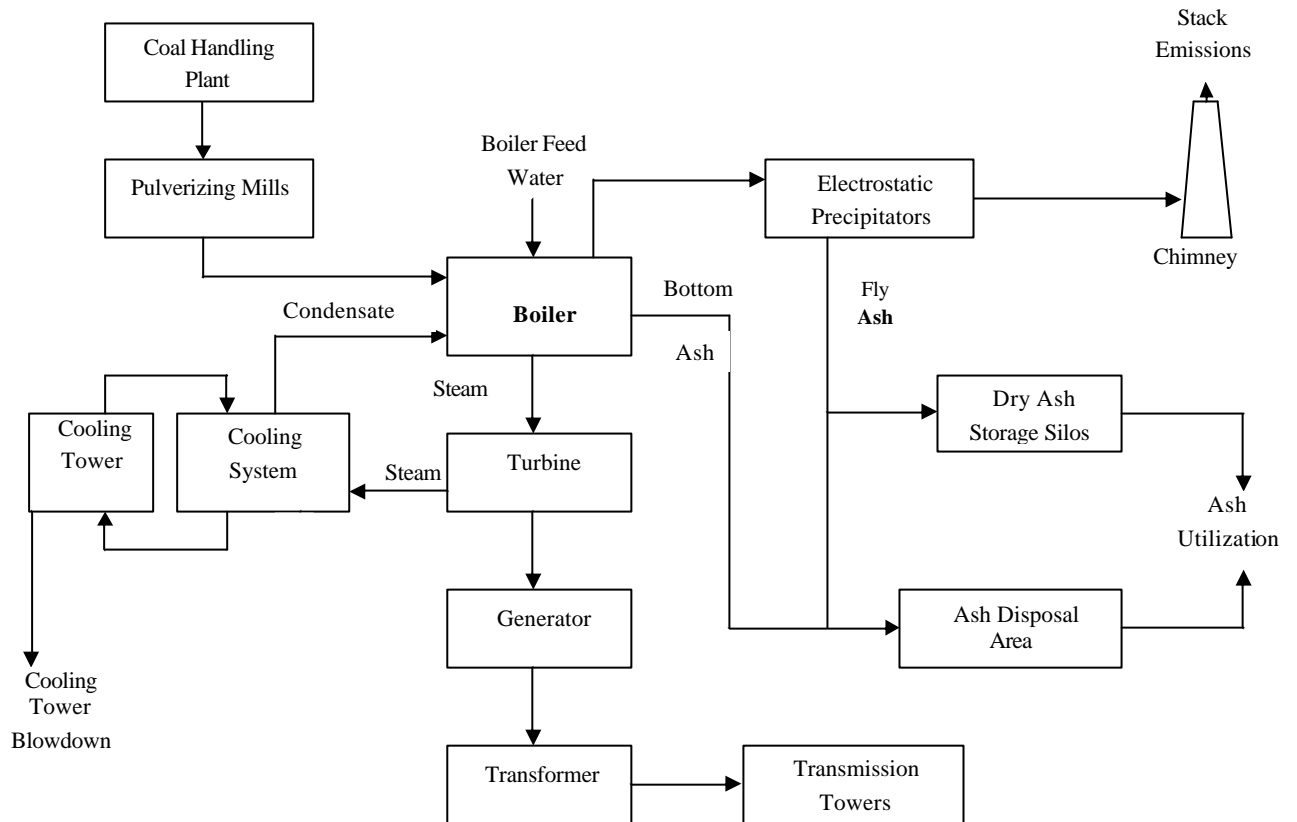 Coal Handling
Plant
Stack
Emissions
Pulverizing Mills
Boiler Feed
Water
Electrostatic
Precipitators
Chimney
Condensate
Boiler
Bottom
Ash
Fly
Ash
Steam
Dry Ash
Storage Silos
Cooling
Tower
Cooling
System
Steam
Turbine
Ash
Utilization
Generator
Ash Disposal
Area
Cooling
Tower
Blowdown
Transformer
Transmission
Towers